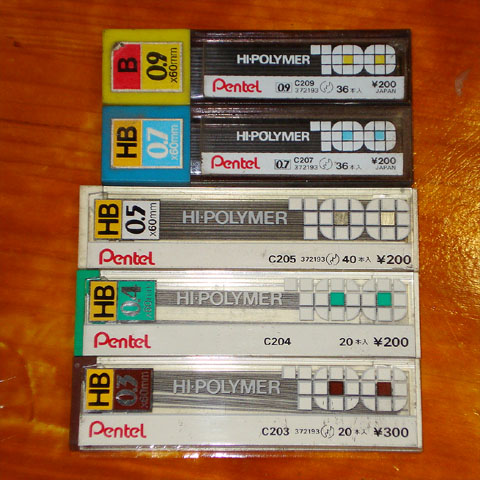 B 0.9 x60mm
HI-POLYMER 100
Pentel 0.9 C209 372193 36本入 ¥200
JAPAN
HB 0.7 x60mm
HI-POLYMER 100
Pentel 0.7 C207 372193 36本入 ¥200
JAPAN
HB 0.5 x60mm
HI-POLYMER 100
Pentel C205 372193 40本入 ¥200
HB 0.4
HI-POLYMER 100
Pentel C204 20本入 ¥200
HB 0.3 x60mm
HI-POLYMER 100
Pentel C203 372193 20本入 ¥300